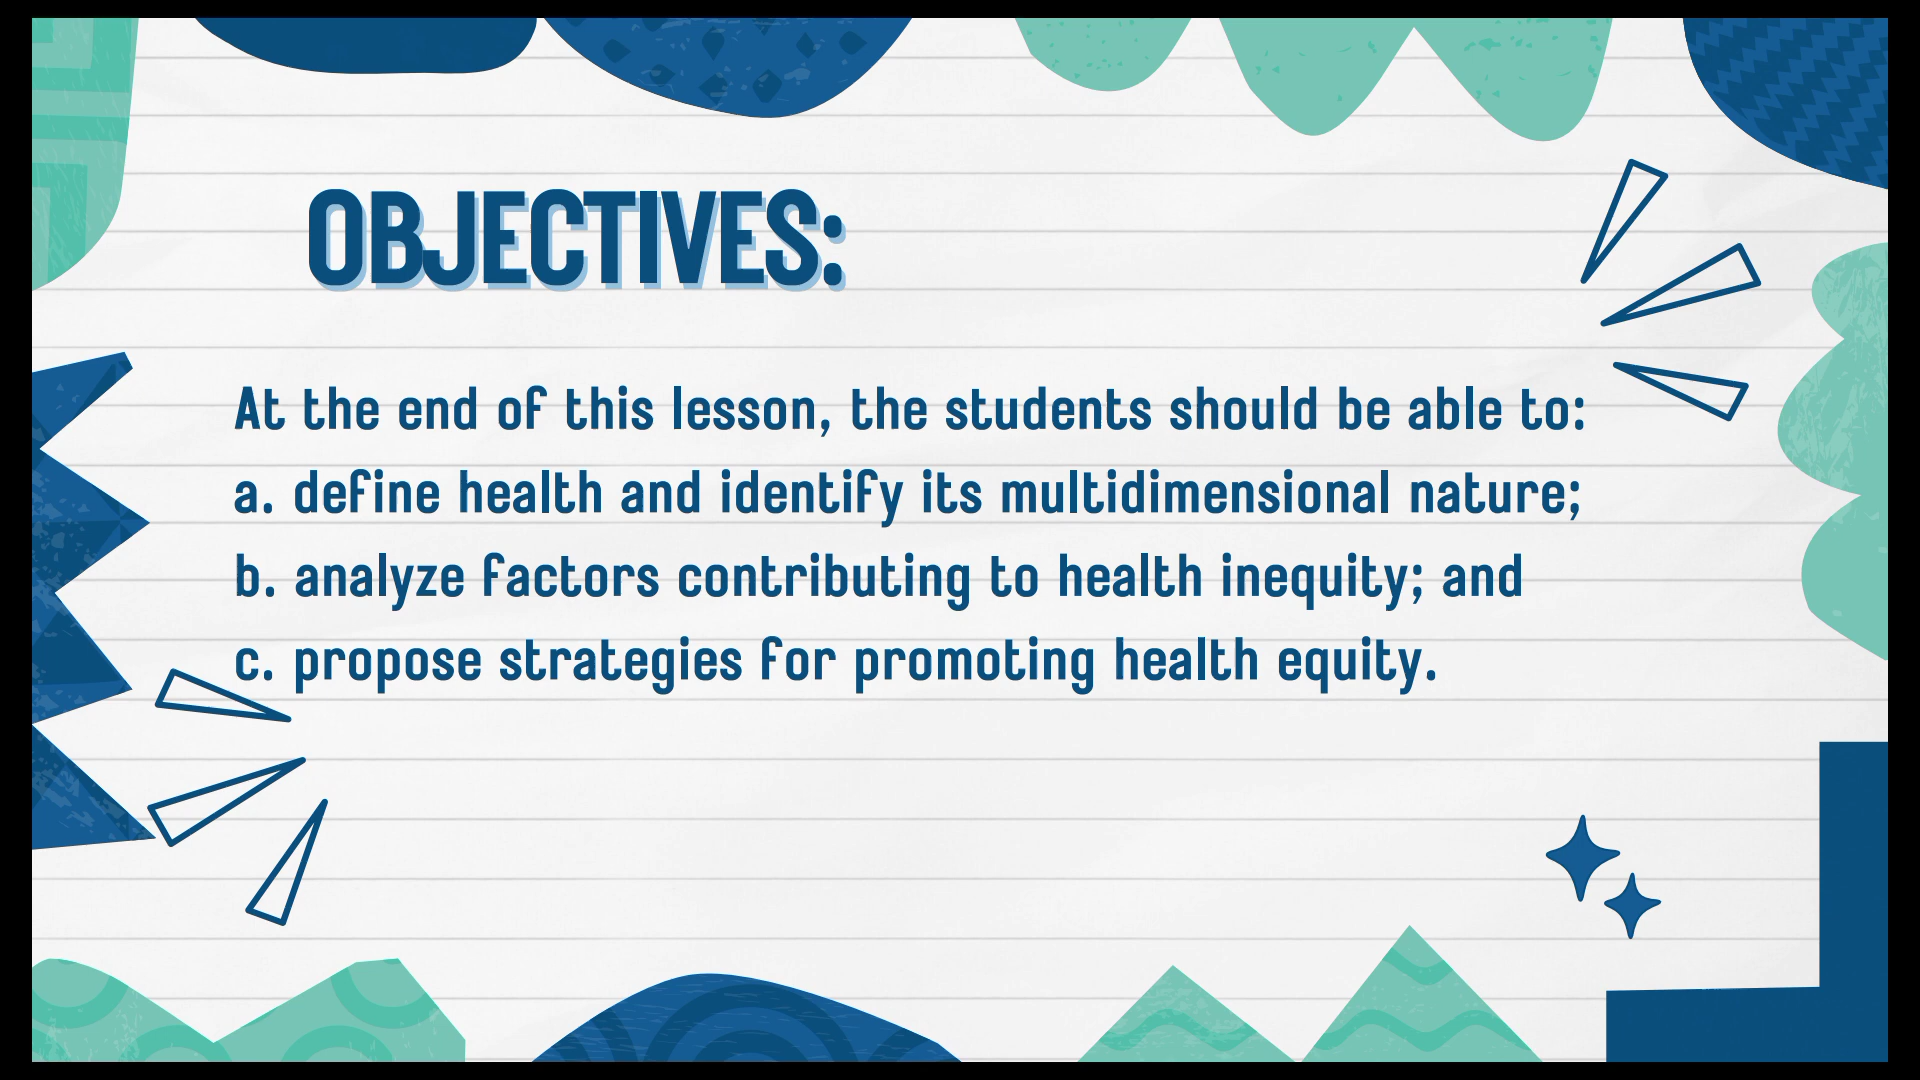 OBJECTIVES:
At the end of this lesson, the students should be able to:
a. define health and identify its multidimensional nature;
b. analyze factors contributing to health inequity; and
c. propose strategies for promoting health equity.